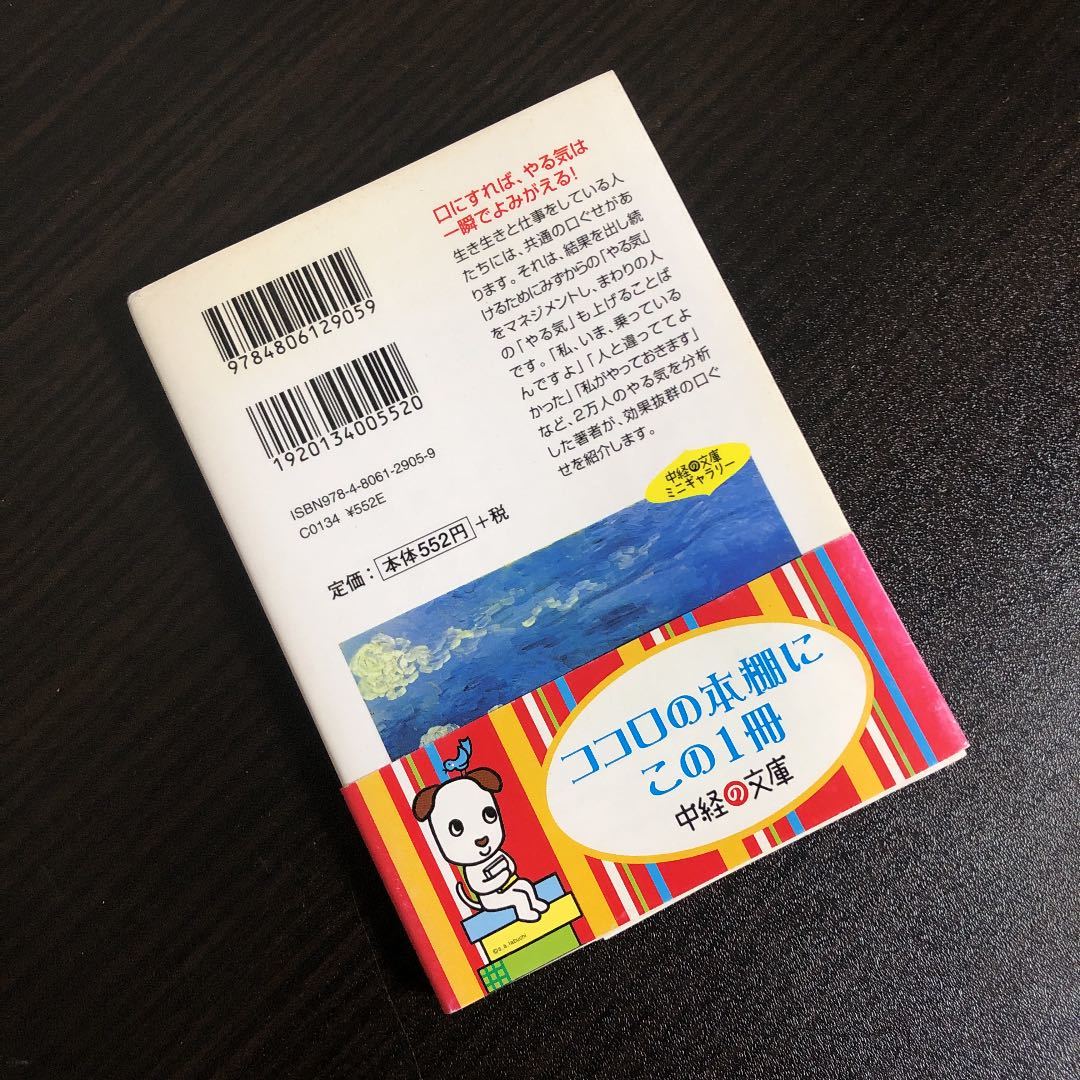 口にすれば、やる気は
一瞬でよみがえる!
生き生きと仕事をしている人
たちには、共通の口ぐせがあ
ります。それは、結果を出し続
けるためにみずからの「やる気」
をマネジメントし、まわりの人
の「やる気」も上げることば
です。「私、いま、乗っている
んですよ」「人と違っててよ
かった」「私がやっておきます」
など、2万人のやる気を分析
した著者が、効果抜群の口ぐ
せを紹介します。
9784806129059
1920134005520
ISBN978-4-8061-2905-9
C0134 ¥552E
定価:本体552円+税
中経の文庫
ミニギャラリー
ココロの本棚に
この1冊
中経の文庫
©s.a.tabuchi